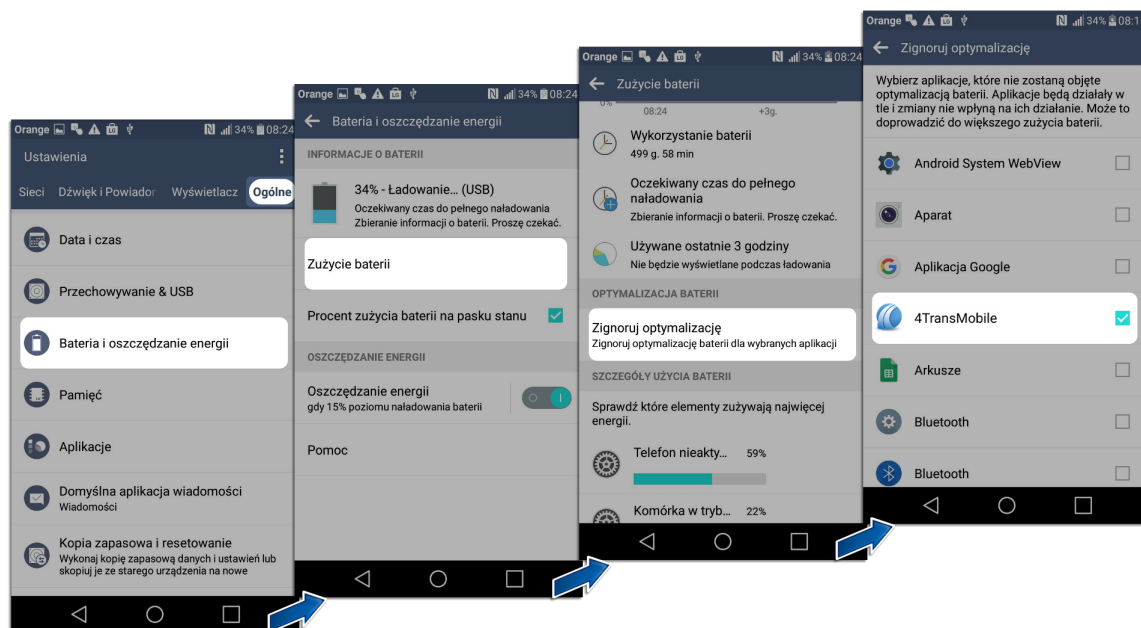 Orange 34% 08:24
Ustawienia
Sieci Dźwięk i Powiador Wyświetlacz Ogólne
Data i czas
Przechowywanie & USB
Bateria i oszczędzanie energii
Pamięć
Aplikacje
Domyślna aplikacja wiadomości
Wiadomości
Kopia zapasowa i resetowanie
Wykonaj kopię zapasową danych i ustawień lub
skopiuj je ze starego urządzenia na nowe
Orange 34% 08:24
Bateria i oszczędzanie energii
INFORMACJE O BATERII
34% - Ładowanie... (USB)
Oczekiwany czas do pełnego naładowania
Zbieranie informacji o baterii. Proszę czekać.
Zużycie baterii
Procent zużycia baterii na pasku stanu
OSZCZĘDZANIE ENERGII
Oszczędzanie energii
gdy 15% poziomu naładowania baterii
Pomoc
Orange 34% 08:24
Zużycie baterii
0%
08:24 +3g.
Wykorzystanie baterii
499 g. 58 min
Oczekiwany czas do pełnego
naładowania
Zbieranie informacji o baterii. Proszę czekać.
Używane ostatnie 3 godziny
Nie będzie wyświetlane podczas ładowania
OPTYMALIZACJA BATERII
Zignoruj optymalizację
Zignoruj optymalizację baterii dla wybranych aplikacji
SZCZEGÓŁY UŻYCIA BATERII
Sprawdź które elementy zużywają najwięcej
energii.
Telefon nieakty... 59%
Komórka w tryb... 22%
Orange 34% 08:1
Zignoruj optymalizację
Wybierz aplikacje, które nie zostaną objęte
optymalizacją baterii. Aplikacje będą działały w
tle i zmiany nie wpłyną na ich działanie. Może to
doprowadzić do większego zużycia baterii.
Android System WebView
Aparat
Aplikacja Google
4TransMobile
Arkusze
Bluetooth
Bluetooth